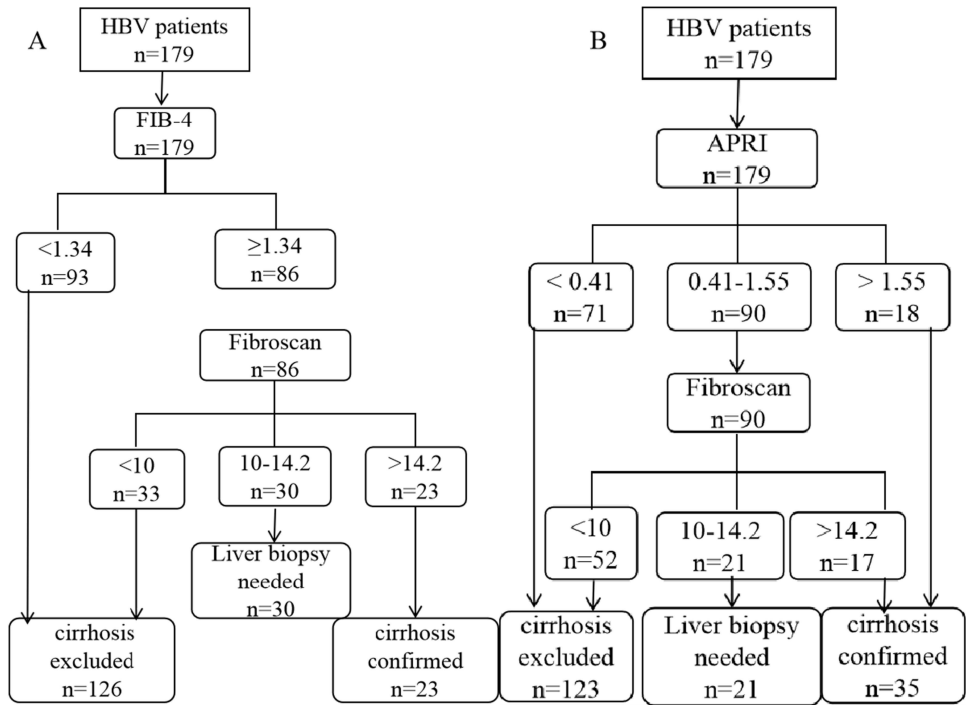 A
HBV patients
n=179
FIB-4
n=179
<1.34
n=93
≥1.34
n=86
Fibroscan
n=86
<10
n=33
10-14.2
n=30
>14.2
n=23
Liver biopsy
needed
n=30
cirrhosis
excluded
n=126
cirrhosis
confirmed
n=23
B
HBV patients
n=179
APRI
n=179
< 0.41
n=71
0.41-1.55
n=90
> 1.55
n=18
Fibroscan
n=90
<10
n=52
10-14.2
n=21
>14.2
n=17
cirrhosis
excluded
n=123
Liver biopsy
needed
n=21
cirrhosis
confirmed
n=35